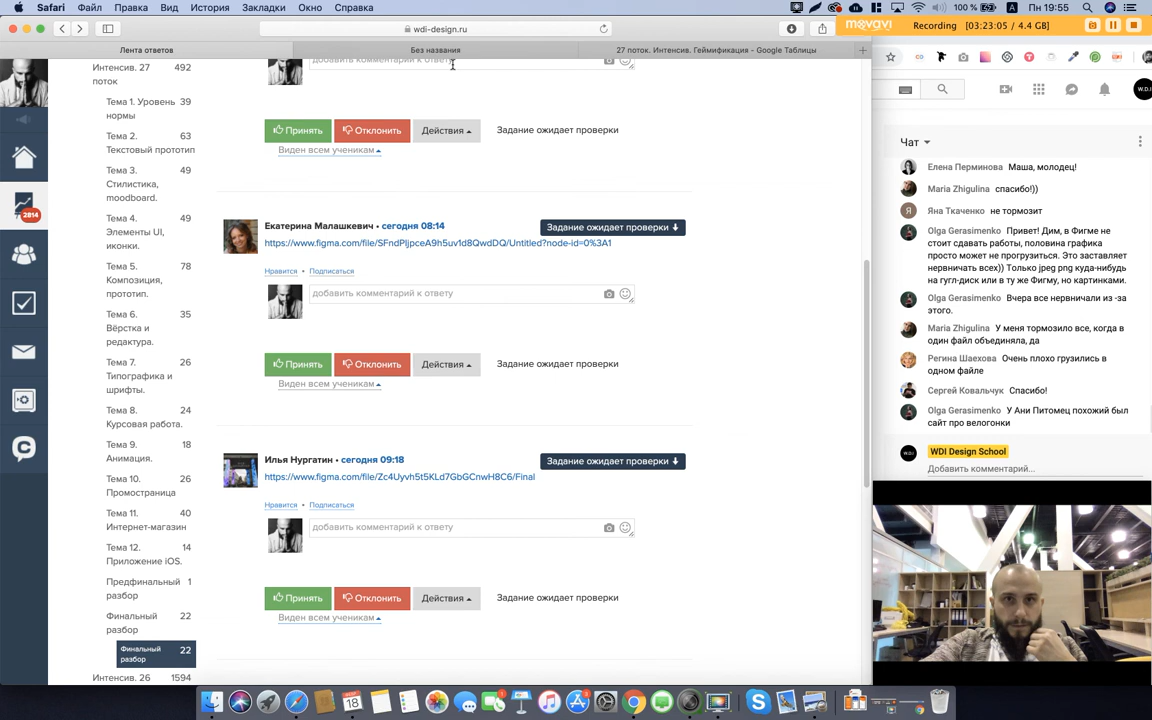 Safari Файл Правка Вид История Закладки Окно Справка 100 % Пн 19:55
movavi Recording [03:23:05 / 4.4 GB]
wdi-design.ru
Лента ответов Без названия 27 поток. Интенсив. Геймификация - Google Таблицы
Интенсив. 27 поток 492
Тема 1. Уровень нормы 39
Тема 2. Текстовый прототип 63
Тема 3. Стилистика, moodboard. 49
Тема 4. Элементы UI, иконки. 49
Тема 5. Композиция, прототип. 78
Тема 6. Вёрстка и редактура. 35
Тема 7. Типографика и шрифты. 26
Тема 8. Курсовая работа. 24
Тема 9. Анимация. 18
Тема 10. Промостраница 26
Тема 11. Интернет-магазин 40
Тема 12. Приложение iOS. 14
Предфинальный разбор 1
Финальный разбор 22
Финальный разбор 22
Интенсив. 26 1594
2814
добавить комментарий к ответу
Принять Отклонить Действия Задание ожидает проверки
Виден всем ученикам
Екатерина Малашкевич • сегодня 08:14 Задание ожидает проверки
https://www.figma.com/file/SFndPljpceA9h5uv1d8QwdDQ/Untitled?node-id=0%3A1
Нравится • Подписаться
добавить комментарий к ответу
Принять Отклонить Действия Задание ожидает проверки
Виден всем ученикам
Илья Нургатин • сегодня 09:18 Задание ожидает проверки
https://www.figma.com/file/Zc4Uyvh5t5KLd7GbGCnwH8C6/Final
Нравится • Подписаться
добавить комментарий к ответу
Принять Отклонить Действия Задание ожидает проверки
Виден всем ученикам
Чат
Елена Перминова Маша, молодец!
Maria Zhigulina спасибо!))
Яна Ткаченко не тормозит
Olga Gerasimenko Привет! Дим, в Фигме не
стоит сдавать работы, половина графика
просто может не прогрузиться. Это заставляет
нервничать всех)) Только jpeg png куда-нибудь
на гугл-диск или в ту же Фигму, но картинками.
Olga Gerasimenko Вчера все нервничали из -за
этого.
Maria Zhigulina У меня тормозило все, когда в
один файл объединяла, да
Регина Шаехова Очень плохо грузились в
одном файле
Сергей Ковальчук Спасибо!
Olga Gerasimenko У Ани Питомец похожий был
сайт про велогонки
WDI Design School
Добавить комментарий...